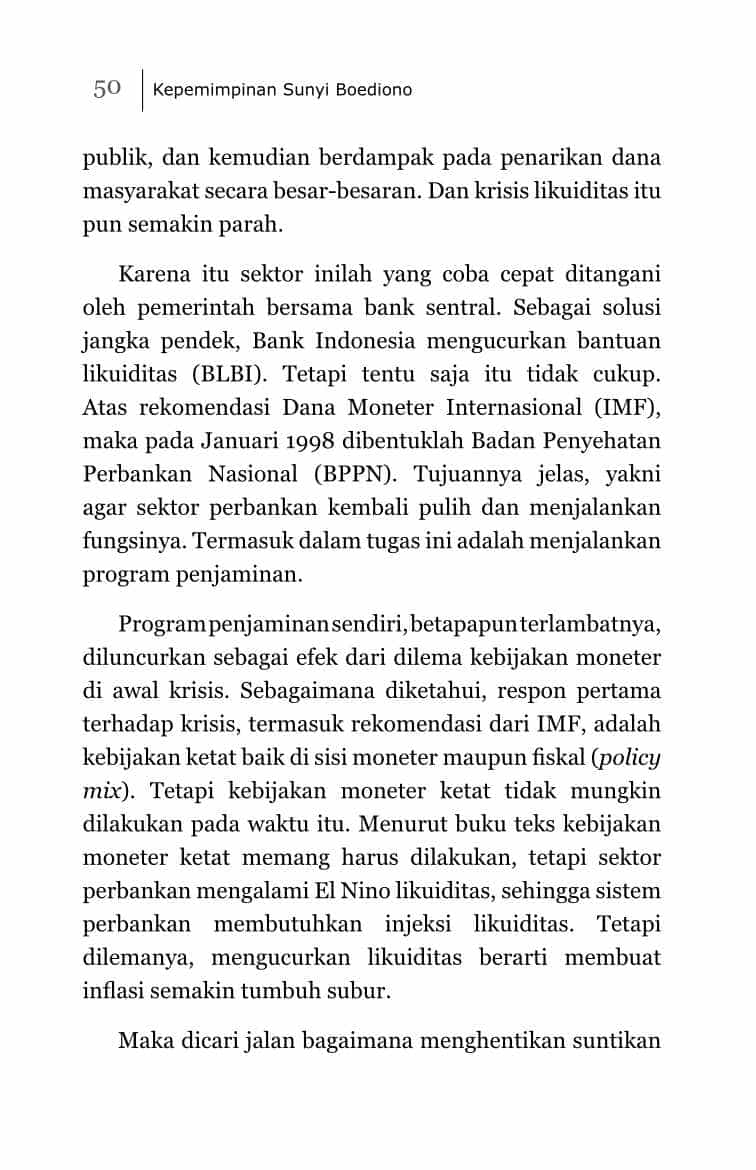 50
Kepemimpinan Sunyi Boediono
publik, dan kemudian berdampak pada penarikan dana
masyarakat secara besar-besaran. Dan krisis likuiditas itu
pun semakin parah.
Karena itu sektor inilah yang coba cepat ditangani
oleh pemerintah bersama bank sentral. Sebagai solusi
jangka pendek, Bank Indonesia mengucurkan bantuan
likuiditas (BLBI). Tetapi tentu saja itu tidak cukup.
Atas rekomendasi Dana Moneter Internasional (IMF),
maka pada Januari 1998 dibentuklah Badan Penyehatan
Perbankan Nasional (BPPN). Tujuannya jelas, yakni
agar sektor perbankan kembali pulih dan menjalankan
fungsinya. Termasuk dalam tugas ini adalah menjalankan
program penjaminan.
Program penjaminan sendiri, betapapun terlambatnya,
diluncurkan sebagai efek dari dilema kebijakan moneter
di awal krisis. Sebagaimana diketahui, respon pertama
terhadap krisis, termasuk rekomendasi dari IMF, adalah
kebijakan ketat baik di sisi moneter maupun fiskal (policy
mix). Tetapi kebijakan moneter ketat tidak mungkin
dilakukan pada waktu itu. Menurut buku teks kebijakan
moneter ketat memang harus dilakukan, tetapi sektor
perbankan mengalami El Nino likuiditas, sehingga sistem
perbankan membutuhkan injeksi likuiditas. Tetapi
dilemanya, mengucurkan likuiditas berarti membuat
inflasi semakin tumbuh subur.
Maka dicari jalan bagaimana menghentikan suntikan